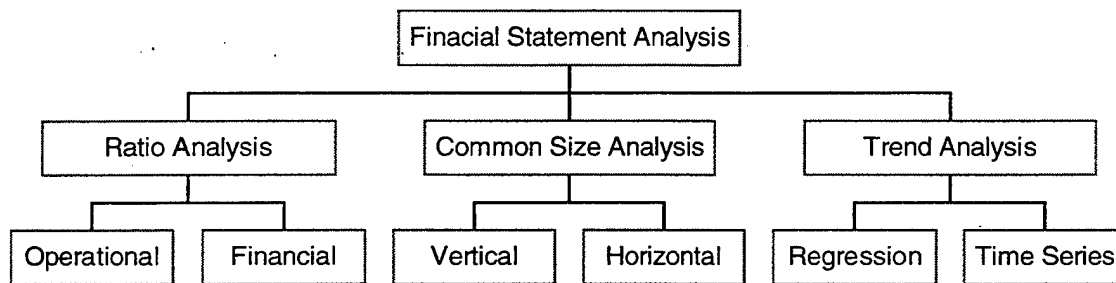 Finacial Statement Analysis
Ratio Analysis
Common Size Analysis
Trend Analysis
Operational
Financial
Vertical
Horizontal
Regression
Time Series